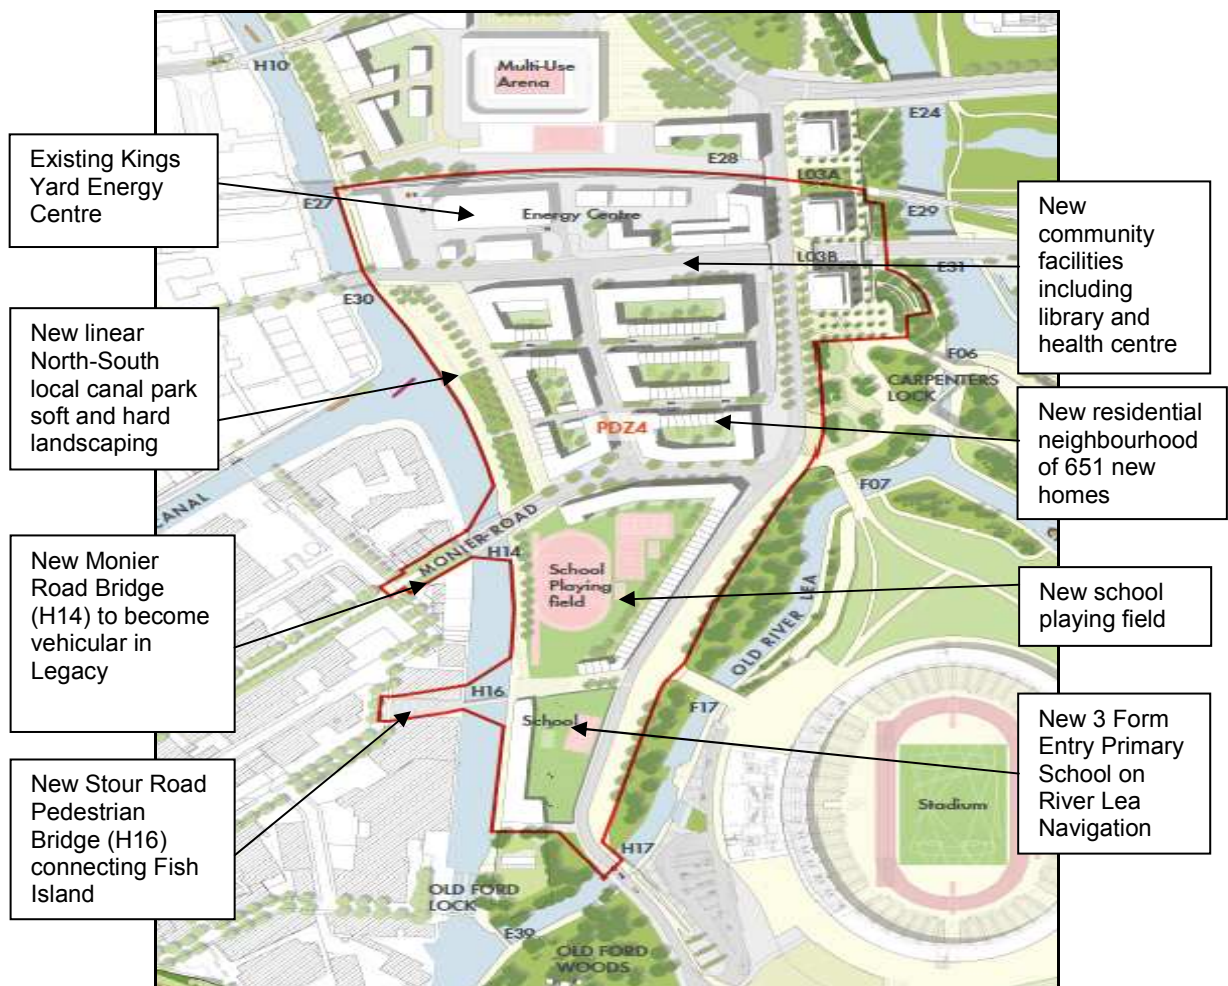 Existing Kings
Yard Energy
Centre
New linear
North-South
local canal park
soft and hard
landscaping
New Monier
Road Bridge
(H14) to become
vehicular in
Legacy
New Stour Road
Pedestrian
Bridge (H16)
connecting Fish
Island
H10
Multi-Use
Arena
E24
E28
L03A
E27
Energy Centre
E29
L03B
E31
E30
F06
CARPENTERS
LOCK
PDZ4
F07
CANAL
MONIER ROAD
H14
School
Playing
field
OLD RIVER LEA
H16
F17
School
Stadium
H17
OLD FORD
LOCK
E39
OLD FORD
WOODS
New
community
facilities
including
library and
health centre
New residential
neighbourhood
of 651 new
homes
New school
playing field
New 3 Form
Entry Primary
School on
River Lea
Navigation